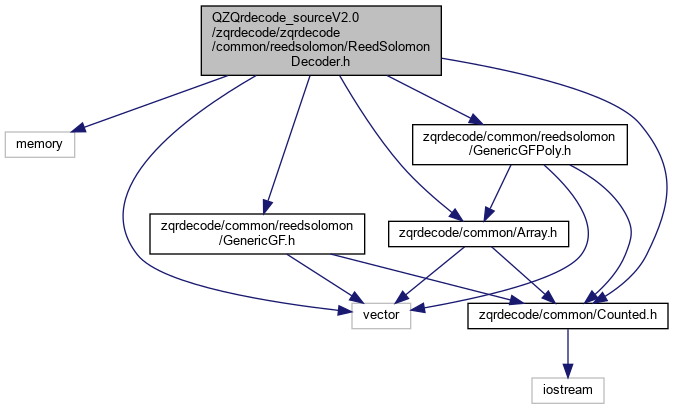 QZQrdecode_sourceV2.0
/zqrdecode/zqrdecode
/common/reedsolomon/ReedSolomon
Decoder.h
memory
zqrdecode/common/reedsolomon
/GenericGFPoly.h
zqrdecode/common/reedsolomon
/GenericGF.h
zqrdecode/common/Array.h
vector
zqrdecode/common/Counted.h
iostream